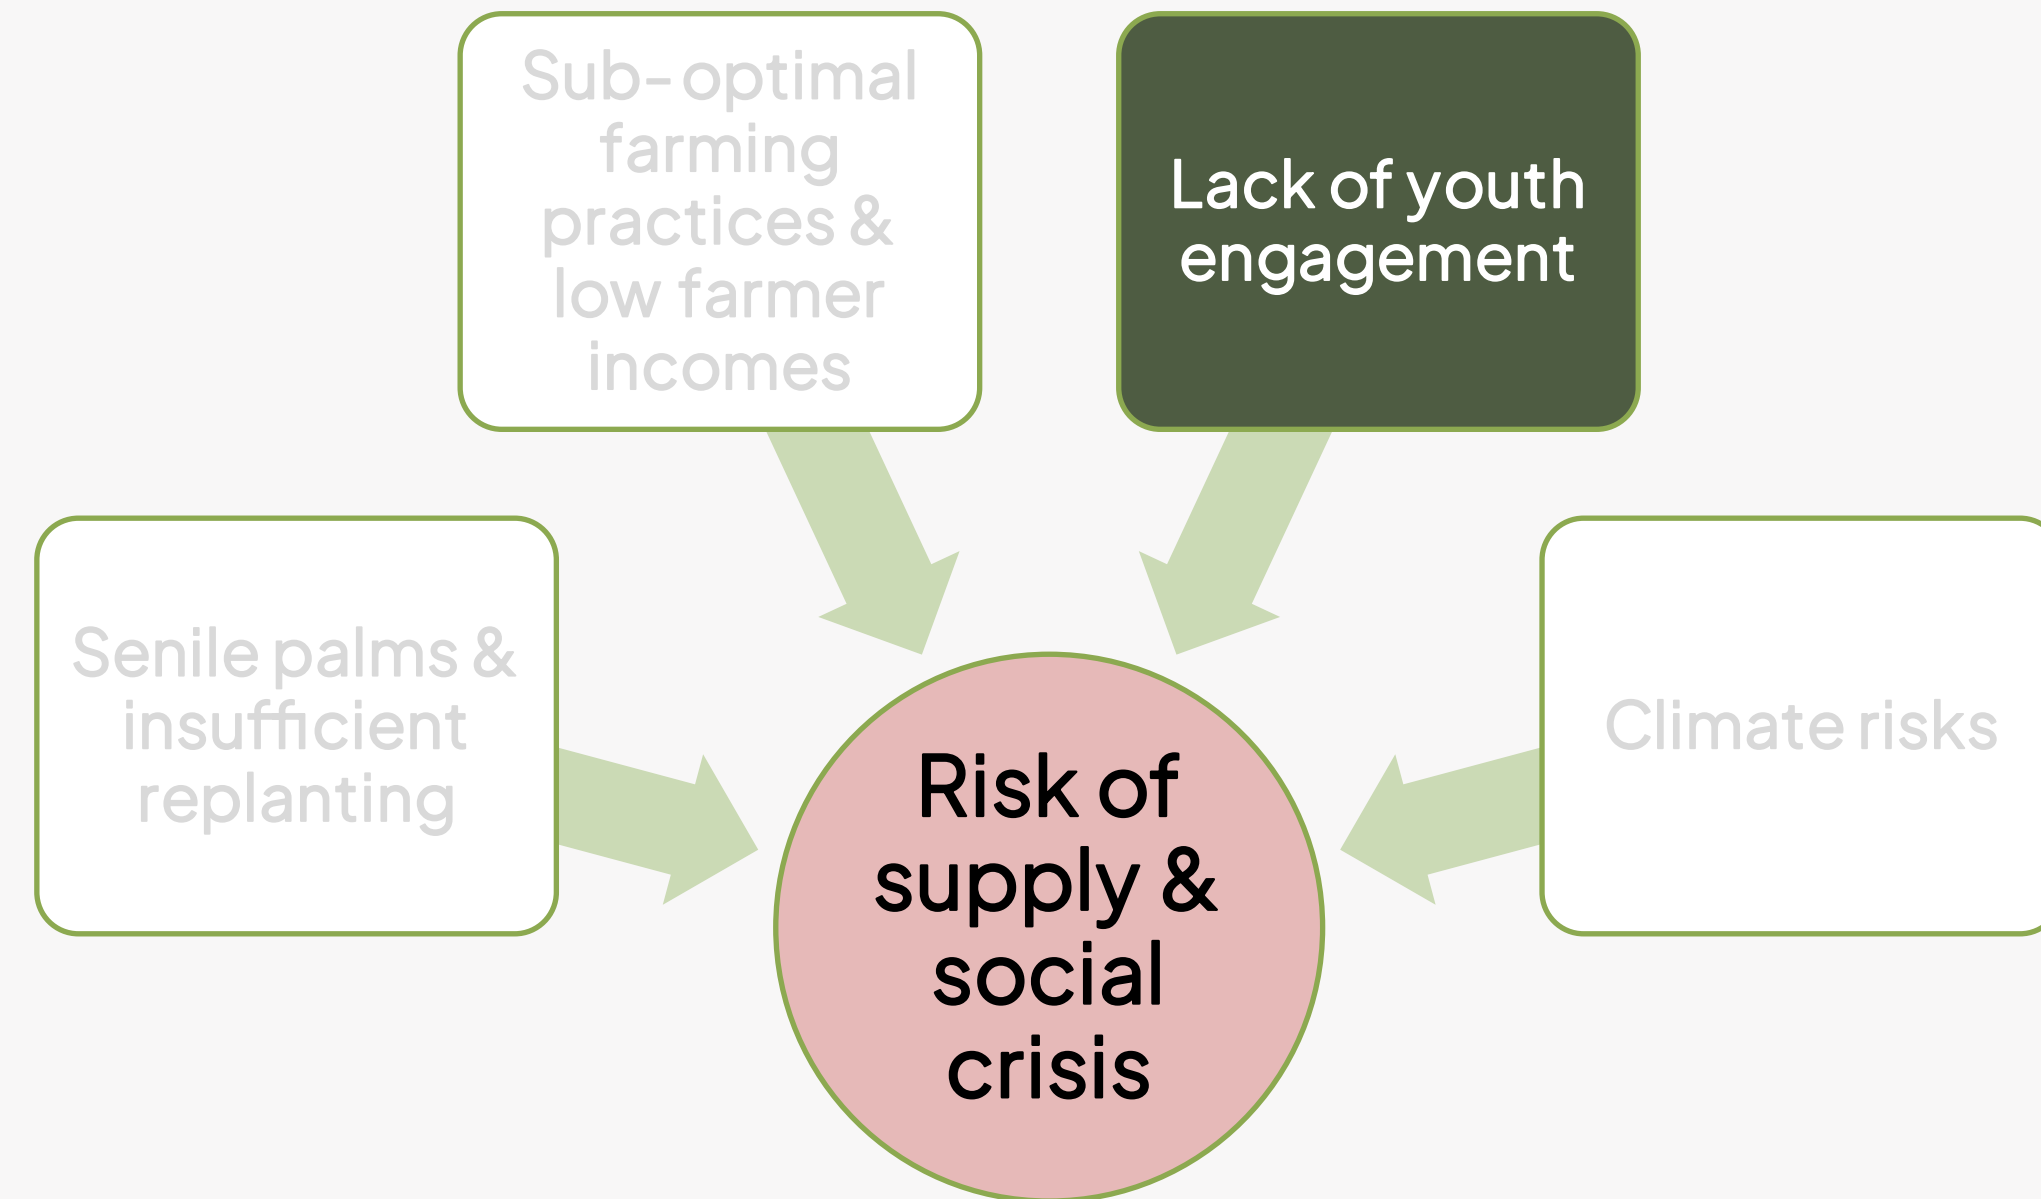 Sub-optimal
farming
practices &
low farmer
incomes
Lack of youth
engagement
Senile palms &
insufficient
replanting
Climate risks
Risk of
supply &
social
crisis